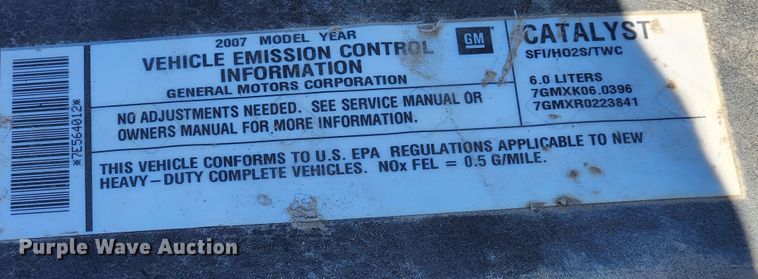 2007 MODEL YEAR
VEHICLE EMISSION CONTROL
INFORMATION
GENERAL MOTORS CORPORATION
GM
CATALYST
SFI/HO2S/TWC
6.0 LITERS
7GMXK06.0396
7GMXR0223841
NO ADJUSTMENTS NEEDED. SEE SERVICE MANUAL OR
OWNERS MANUAL FOR MORE INFORMATION.
THIS VEHICLE CONFORMS TO U.S. EPA REGULATIONS APPLICABLE TO NEW
HEAVY-DUTY COMPLETE VEHICLES. NOx FEL = 0.5 G/MILE.
*7E564012*
Purple Wave Auction